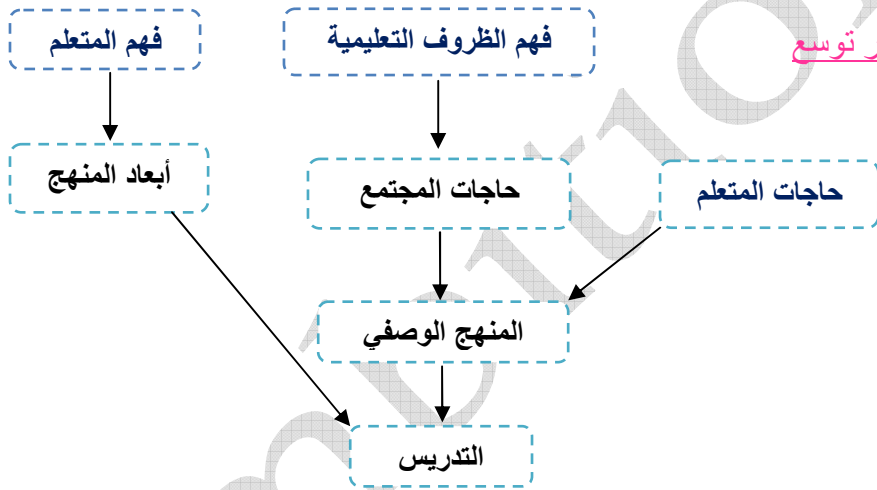 توسع
فهم الظروف التعليمية
فهم المتعلم
حاجات المتعلم
حاجات المجتمع
أبعاد المنهج
المنهج الوصفي
التدريس